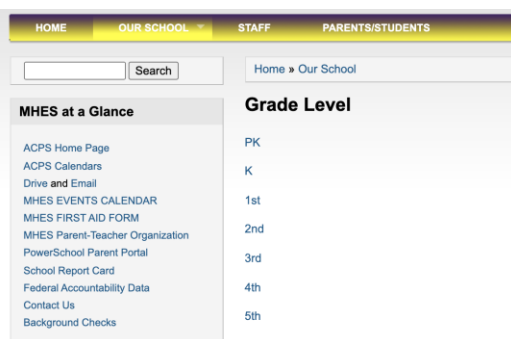 HOME OUR SCHOOL STAFF PARENTS/STUDENTS
Search
Home » Our School
MHES at a Glance
ACPS Home Page
ACPS Calendars
Drive and Email
MHES EVENTS CALENDAR
MHES FIRST AID FORM
MHES Parent-Teacher Organization
PowerSchool Parent Portal
School Report Card
Federal Accountability Data
Contact Us
Background Checks
Grade Level
PK
K
1st
2nd
3rd
4th
5th